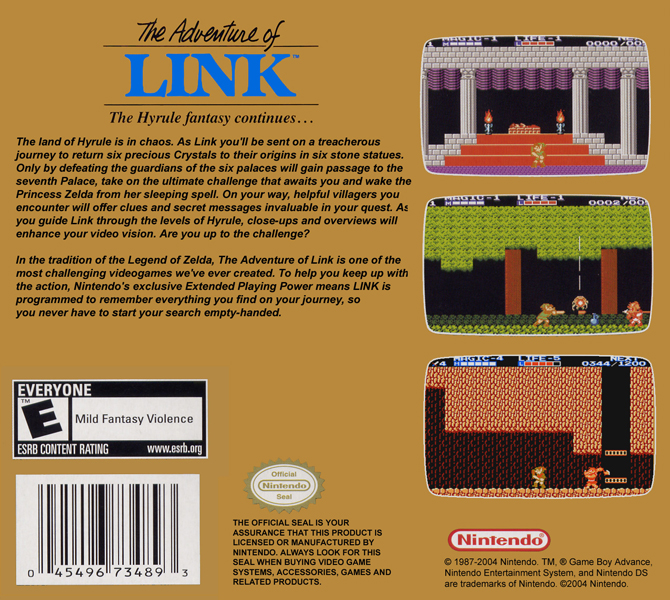 The Adventure of
LINK™
The Hyrule fantasy continues...
The land of Hyrule is in chaos. As Link you'll be sent on a treacherous
journey to return six precious Crystals to their origins in six stone statues.
Only by defeating the guardians of the six palaces will gain passage to the
seventh Palace, take on the ultimate challenge that awaits you and wake the
Princess Zelda from her sleeping spell. On your way, helpful villagers you
encounter will offer clues and secret messages invaluable in your quest. As
you guide Link through the levels of Hyrule, close-ups and overviews will
enhance your video vision. Are you up to the challenge?
In the tradition of the Legend of Zelda, The Adventure of Link is one of the
most challenging videogames we've ever created. To help you keep up with
the action, Nintendo's exclusive Extended Playing Power means LINK is
programmed to remember everything you find on your journey, so
you never have to start your search empty-handed.
MAGIC-1 LIFE-1 NE
1 0000/00
MAGIC-1 LIFE-1 NE
1 0002/00
MAGIC-4 LIFE-5 NEXT
/4 0344/1200
EVERYONE
TM
E
Mild Fantasy Violence
ESRB CONTENT RATING www.esrb.org
0 45496 73489 3
Official
Nintendo
Seal
THE OFFICIAL SEAL IS YOUR
ASSURANCE THAT THIS PRODUCT IS
LICENSED OR MANUFACTURED BY
NINTENDO. ALWAYS LOOK FOR THIS
SEAL WHEN BUYING VIDEO GAME
SYSTEMS, ACCESSORIES, GAMES AND
RELATED PRODUCTS.
Nintendo®
© 1987-2004 Nintendo. TM, ® Game Boy Advance,
Nintendo Entertainment System, and Nintendo DS
are trademarks of Nintendo. ©2004 Nintendo.